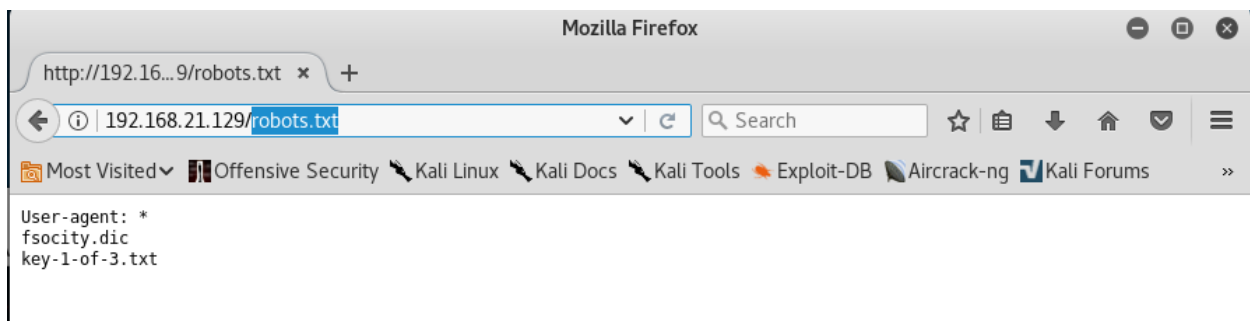 Mozilla Firefox
http://192.16...9/robots.txt
192.168.21.129/robots.txt
Search
Most Visited
Offensive Security
Kali Linux
Kali Docs
Kali Tools
Exploit-DB
Aircrack-ng
Kali Forums
User-agent: *
fsocity.dic
key-1-of-3.txt